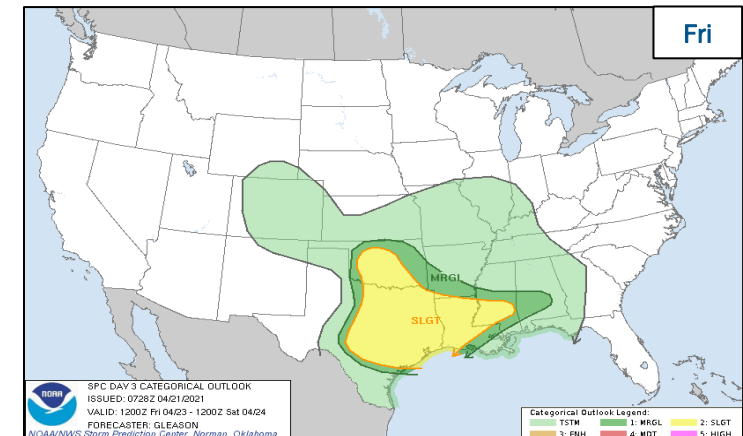 Fri
MRGL
SLGT
NOAA
SPC DAY 3 CATEGORICAL OUTLOOK
ISSUED: 0728Z 04/21/2021
VALID: 1200Z Fri 04/23 - 1200Z Sat 04/24
FORECASTER: GLEASON
NOAA/NWS Storm Prediction Center, Norman, Oklahoma
Categorical Outlook Legend:
TSTM 1: MRGL 2: SLGT
3: ENH 4: MDT 5: HIGH